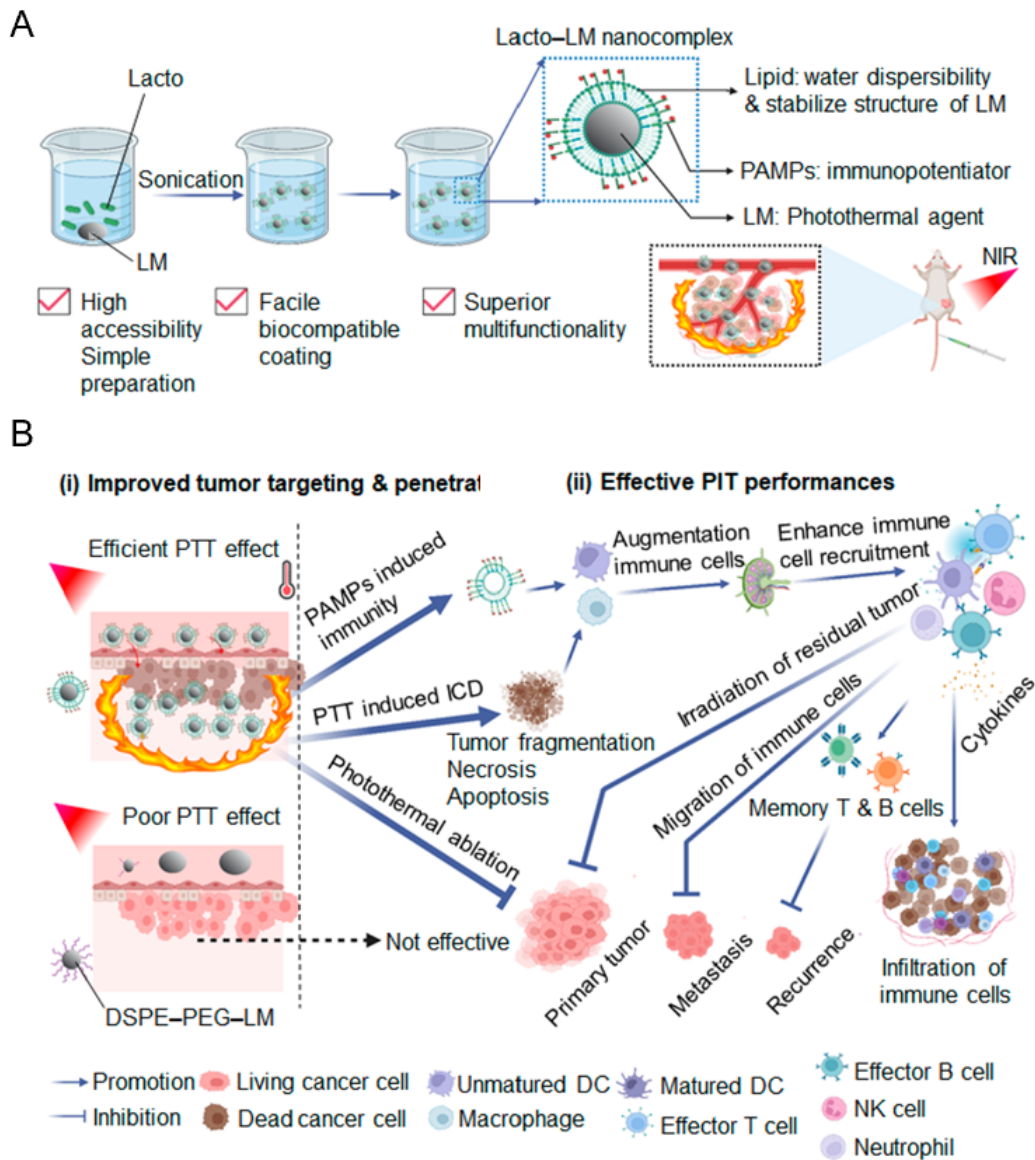 A
Lacto–LM nanocomplex
Lacto
Lipid: water dispersibility
& stabilize structure of LM
Sonication
PAMPs: immunopotentiator
LM: Photothermal agent
LM
NIR
High
accessibility
Simple
preparation
Facile
biocompatible
coating
Superior
multifunctionality
B
(i) Improved tumor targeting & penetrat
(ii) Effective PIT performances
Efficient PTT effect
PAMPs induced
immunity
Augmentation
immune cells
Enhance immune
cell recruitment
PTT induced ICD
Tumor fragmentation
Necrosis
Apoptosis
Photothermal ablation
Irradiation of residual tumor
Migration of immune cells
Cytokines
Memory T & B cells
Poor PTT effect
Not effective
DSPE–PEG–LM
Primary tumor
Metastasis
Recurrence
Infiltration of
immune cells
Promotion
Living cancer cell
Unmatured DC
Matured DC
Effector B cell
Inhibition
Dead cancer cell
Macrophage
Effector T cell
NK cell
Neutrophil